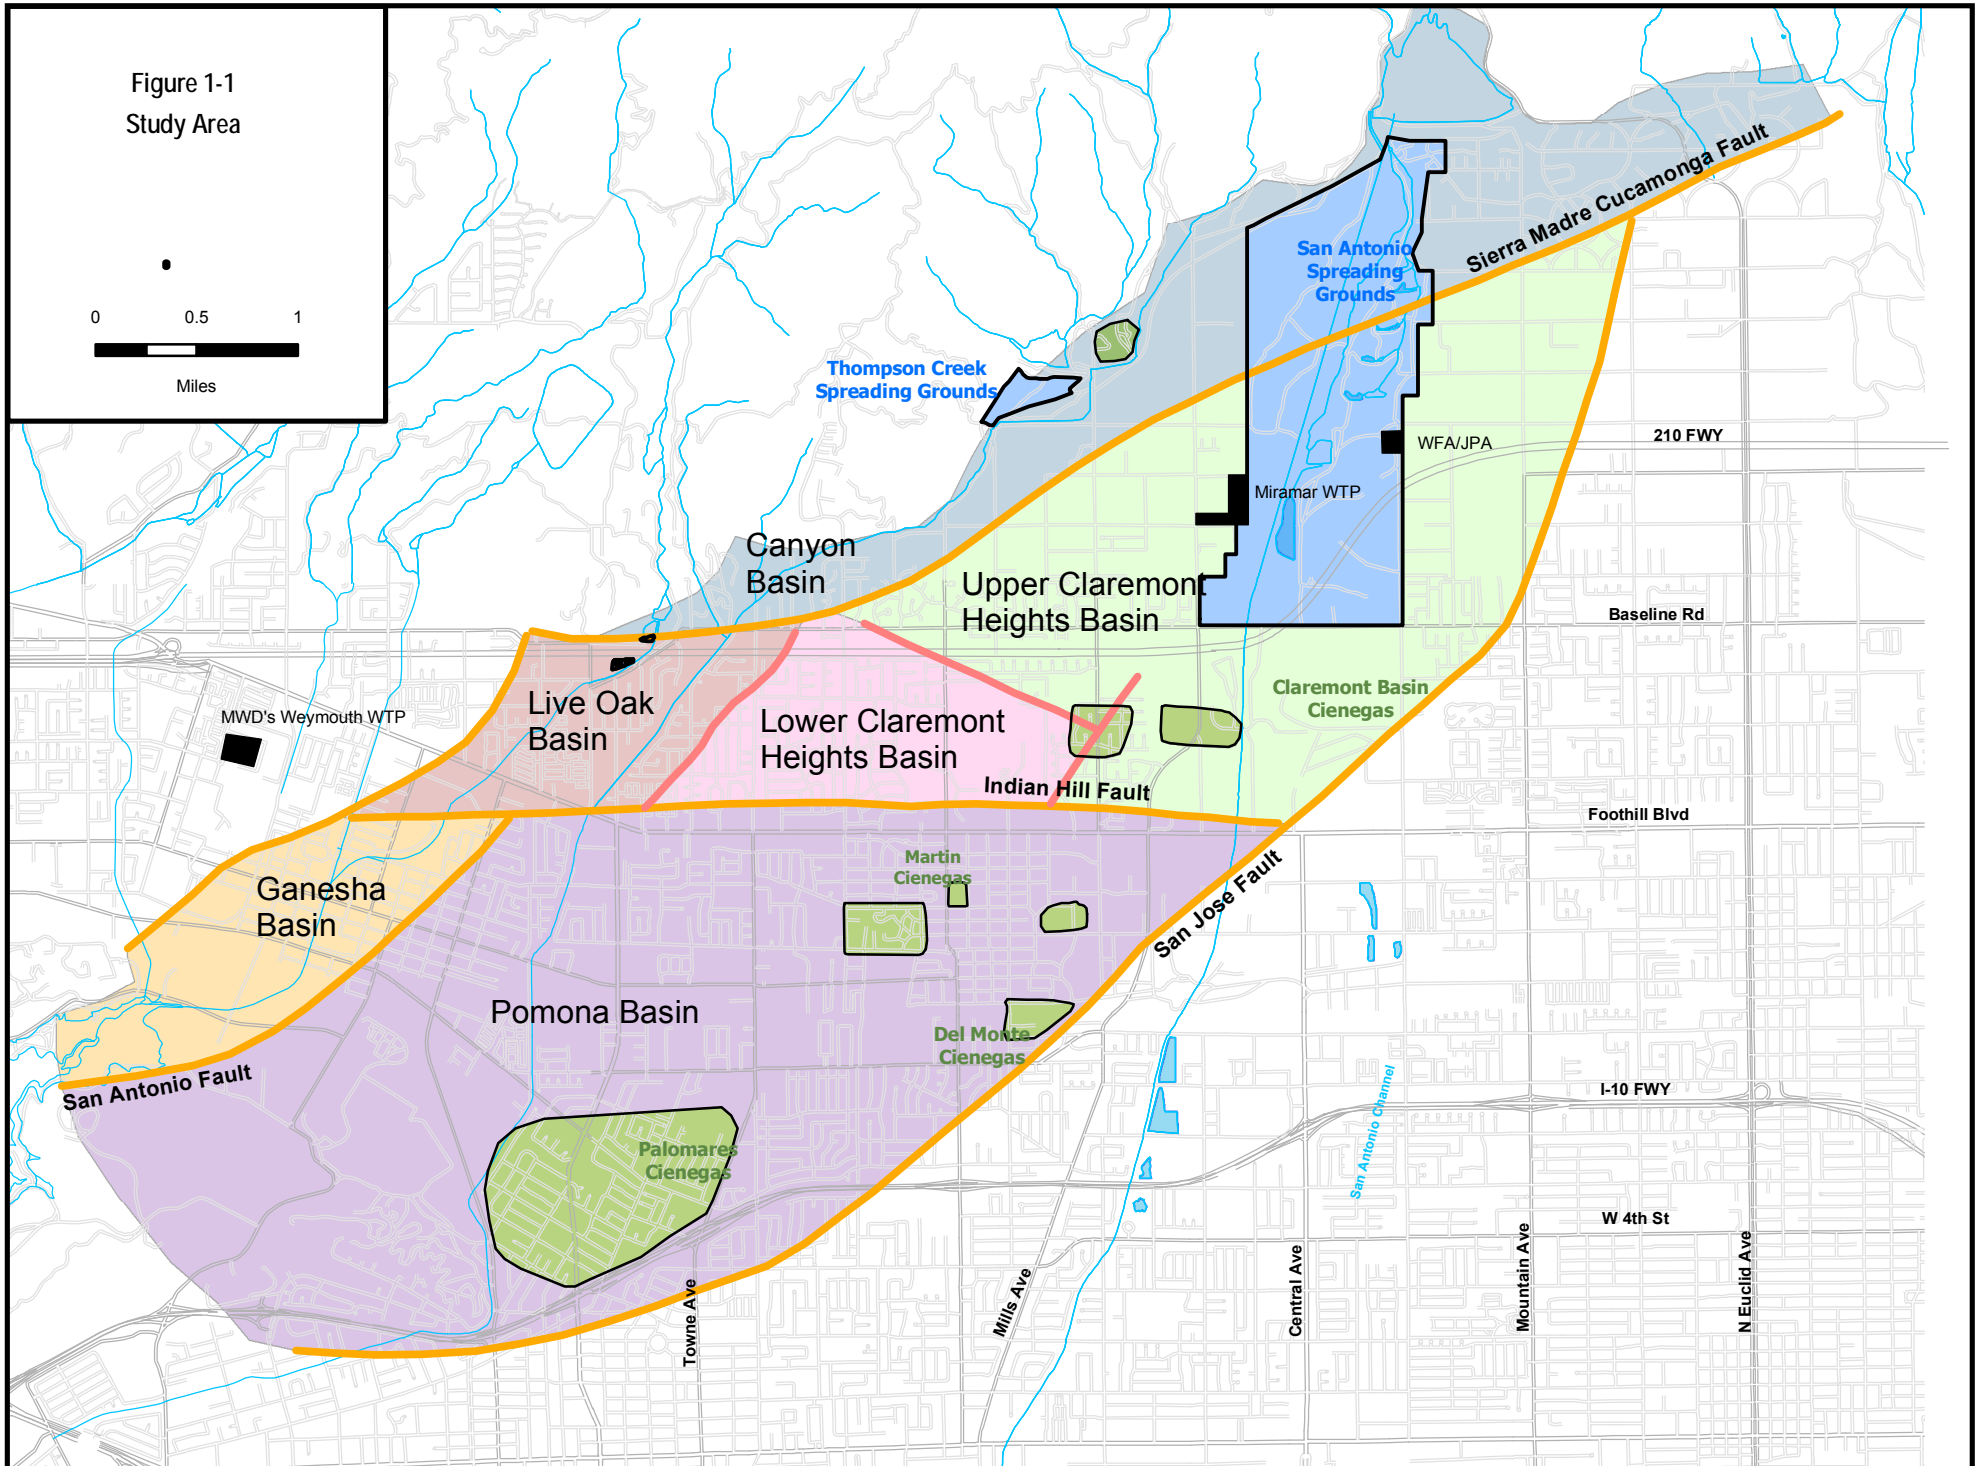 Figure 1-1
Study Area
0 0.5 1
Miles
Sierra Madre Cucamonga Fault
San Antonio
Spreading
Grounds
Thompson Creek
Spreading Grounds
210 FWY
WFA/JPA
Miramar WTP
Canyon
Basin
Upper Claremont
Heights Basin
Baseline Rd
Claremont Basin
Cienegas
Live Oak
Basin
MWD's Weymouth WTP
Lower Claremont
Heights Basin
Indian Hill Fault
Foothill Blvd
Martin
Cienegas
San Jose Fault
Ganesha
Basin
Pomona Basin
Del Monte
Cienegas
San Antonio Fault
I-10 FWY
San Antonio Channel
Palomares
Cienegas
W 4th St
Towne Ave
Mills Ave
Central Ave
Mountain Ave
N Euclid Ave